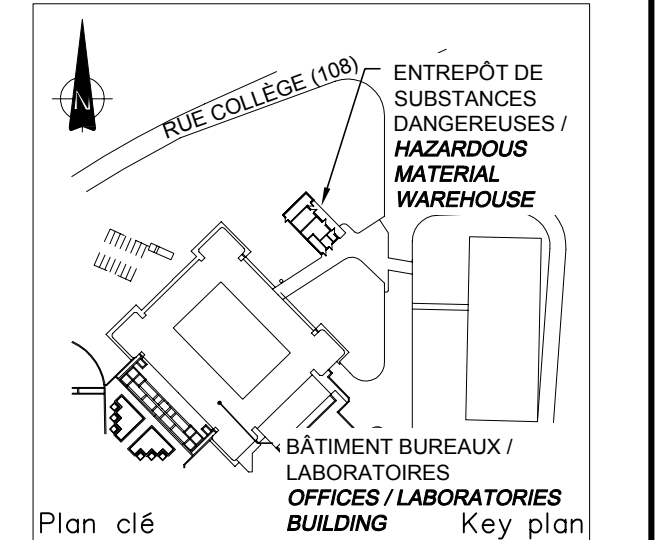 N
RUE COLLÈGE (108)
ENTREPÔT DE
SUBSTANCES
DANGEREUSES /
HAZARDOUS
MATERIAL
WAREHOUSE
BÂTIMENT BUREAUX /
LABORATOIRES
OFFICES / LABORATORIES
BUILDING
Plan clé
Key plan